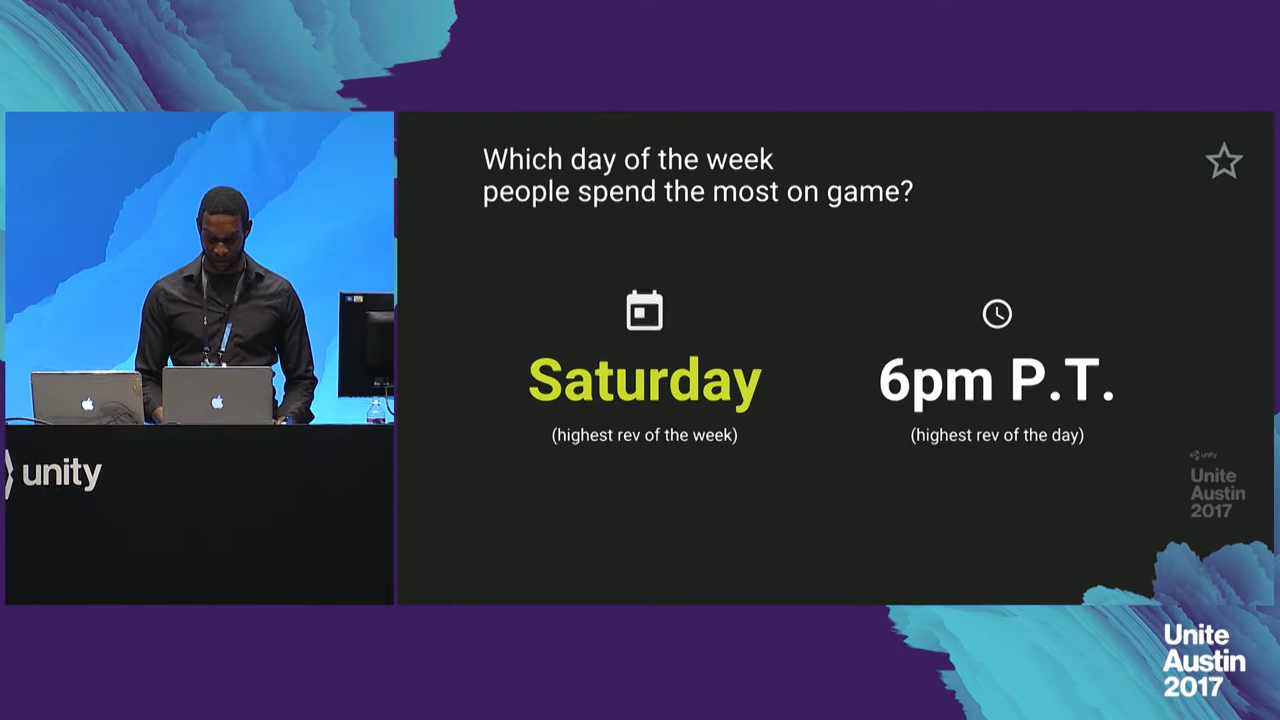 Which day of the week
people spend the most on game?
Saturday
6pm P.T.
(highest rev of the week)
(highest rev of the day)
unity
unity
Unite
Austin
2017
Unite
Austin
2017